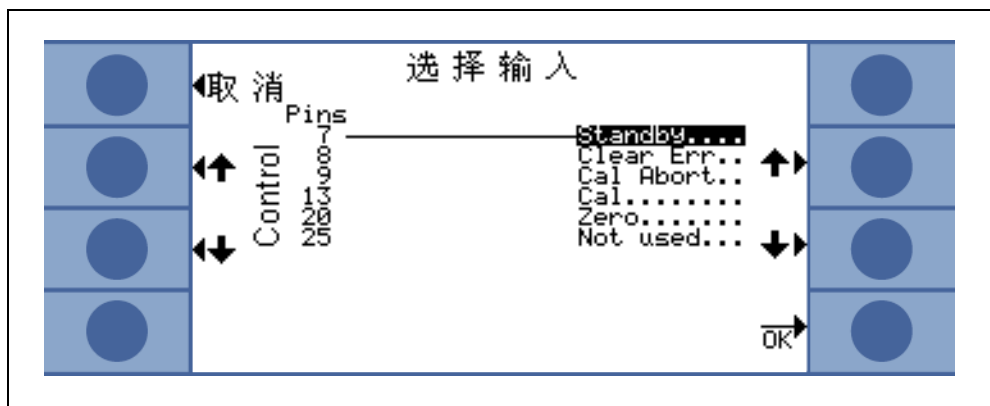 选择输入
取消
Pins
7 Standby....
8 Clear Err..
9 Cal Abort..
13 Cal........
20 Zero.......
25 Not used...
Control
OK